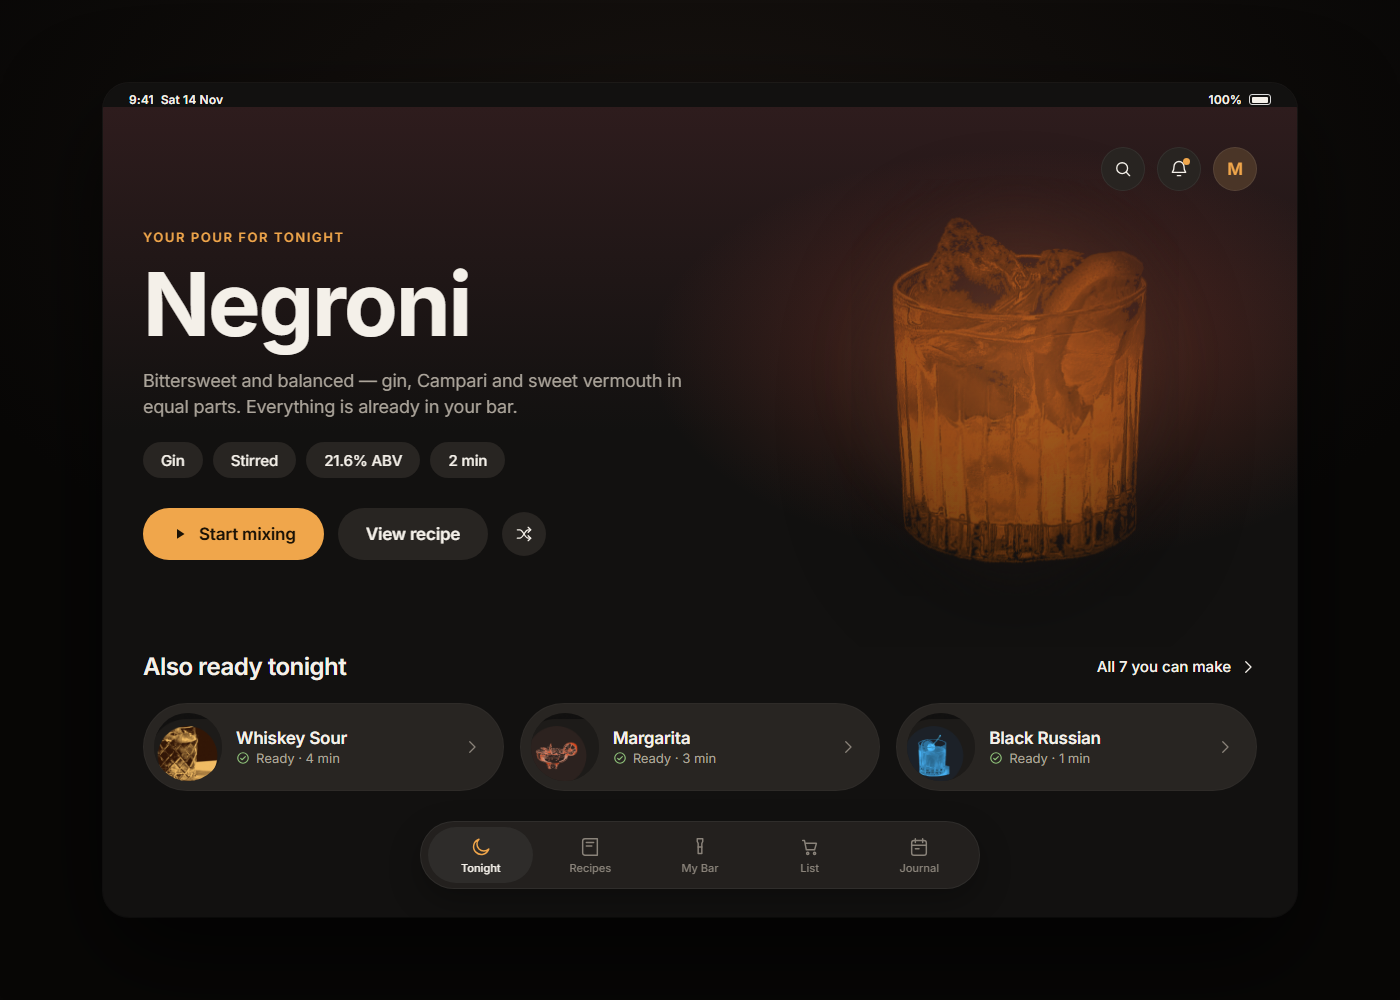 9:41 Sat 14 Nov
100%
M
YOUR POUR FOR TONIGHT
Negroni
Bittersweet and balanced — gin, Campari and sweet vermouth in
equal parts. Everything is already in your bar.
Gin
Stirred
21.6% ABV
2 min
Start mixing
View recipe
Also ready tonight
All 7 you can make
Whiskey Sour
Ready · 4 min
Margarita
Ready · 3 min
Black Russian
Ready · 1 min
Tonight
Recipes
My Bar
List
Journal